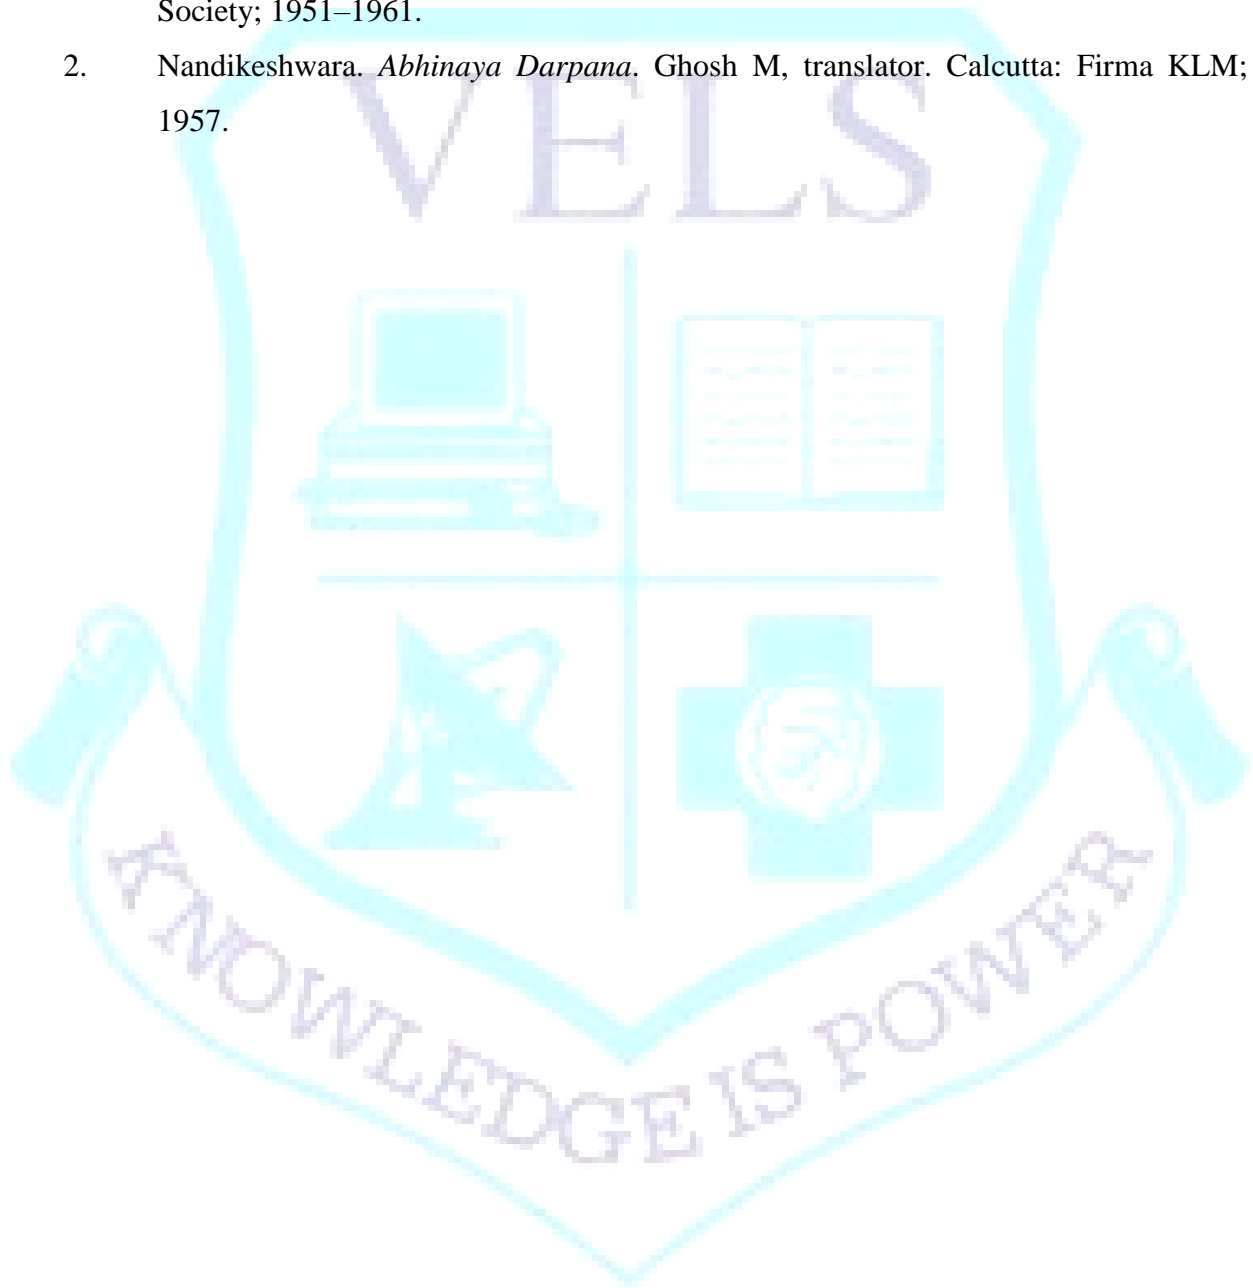 Society; 1951–1961.
2. Nandikeshwara. Abhinaya Darpana. Ghosh M, translator. Calcutta: Firma KLM;
1957.
VELS
KNOWLEDGE IS POWER